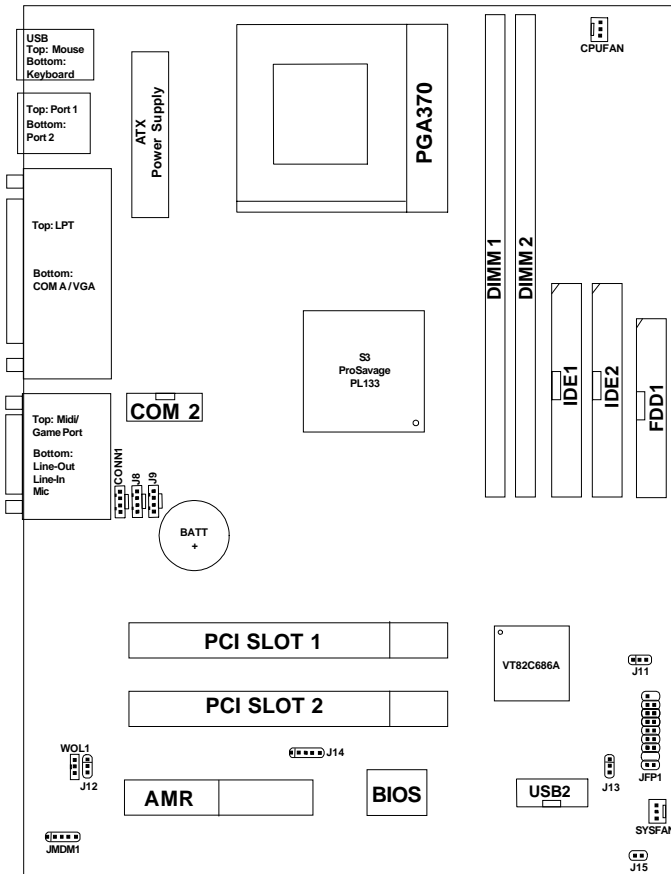 USB
Top: Mouse
Bottom:
Keyboard
Top: Port 1
Bottom:
Port 2
ATX
Power Supply
PGA370
CPUFAN
Top: LPT
Bottom:
COM A / VGA
DIMM 1
DIMM 2
IDE1
IDE2
FDD1
S3
ProSavage
PL133
COM 2
Top: Midi/
Game Port
Bottom:
Line-Out
Line-In
Mic
CONN1
J8
J9
BATT
+
PCI SLOT 1
VT82C686A
J11
PCI SLOT 2
WOL1
J12
J14
AMR
BIOS
USB2
J13
JFP1
SYSFAN
JMDM1
J15